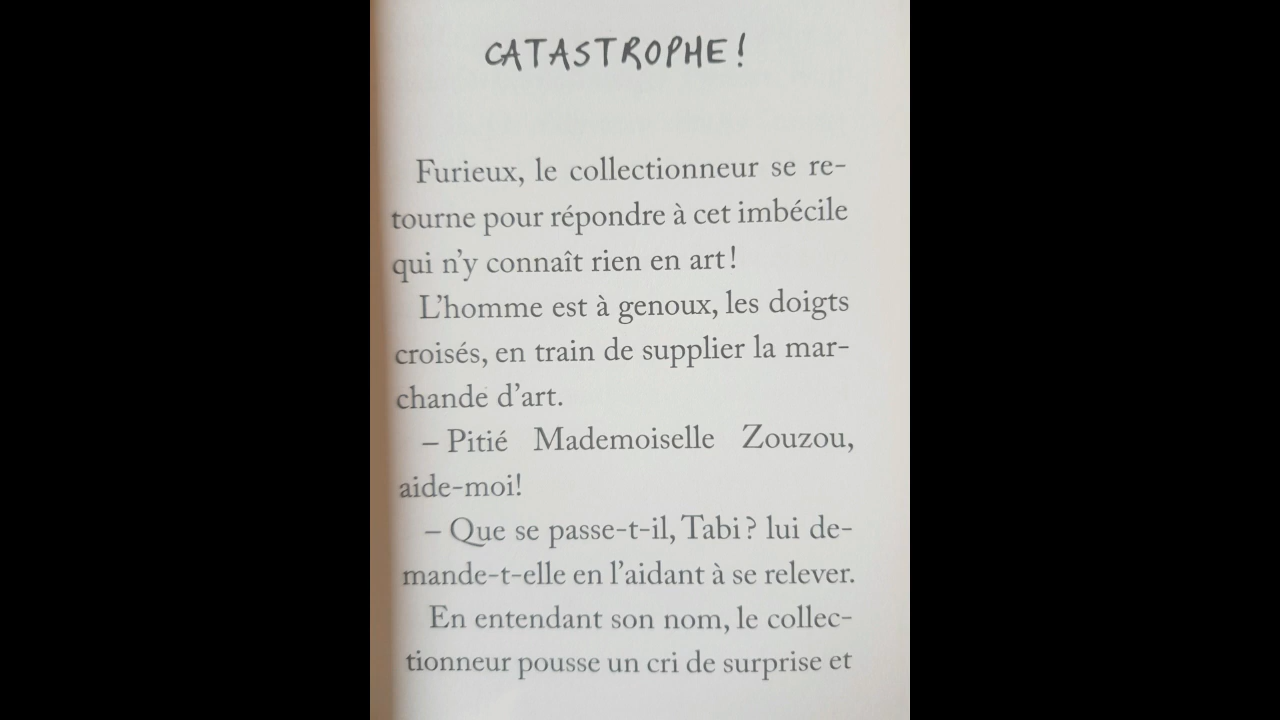 CATASTROPHE!
Furieux, le collectionneur se re-
tourne pour répondre à cet imbécile
qui n'y connaît rien en art!
L'homme est à genoux, les doigts
croisés, en train de supplier la mar-
chande d'art.
– Pitié Mademoiselle Zouzou,
aide-moi!
– Que se passe-t-il, Tabi? lui de-
mande-t-elle en l'aidant à se relever.
En entendant son nom, le collec-
tionneur pousse un cri de surprise et